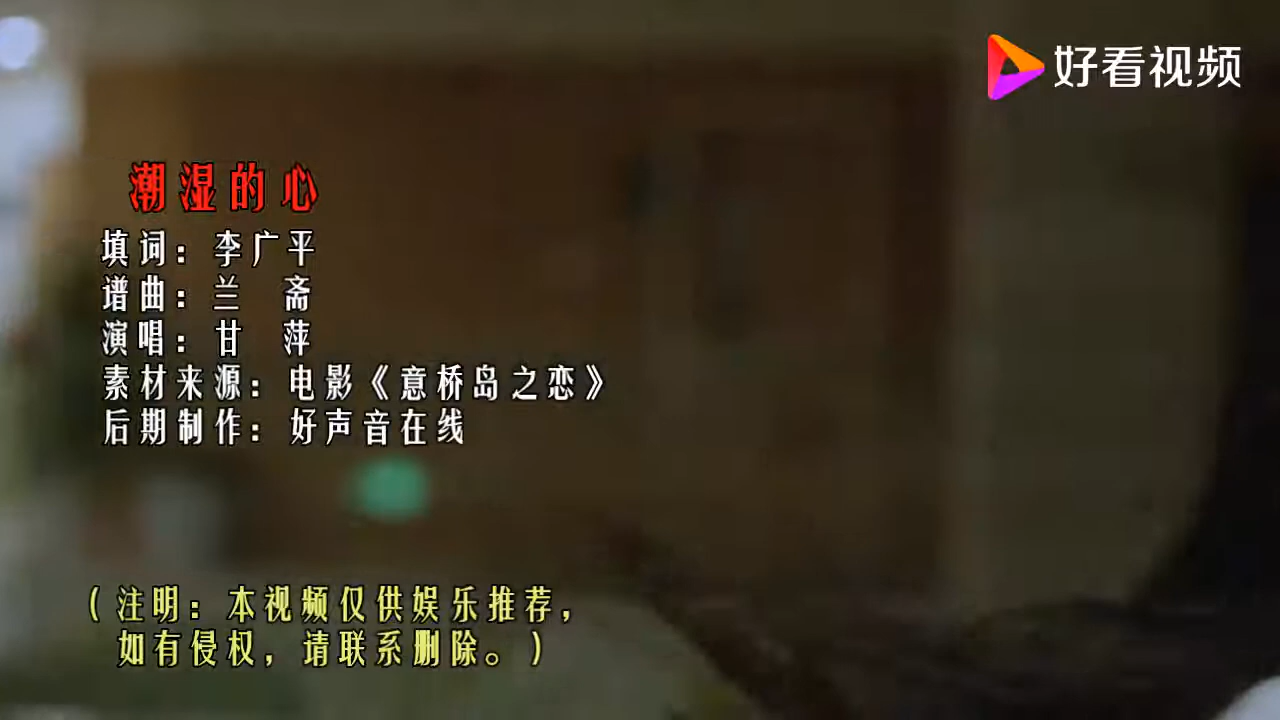 好看视频
潮湿的心
填词：李广平
谱曲：兰 斋
演唱：甘 萍
素材来源：电影《意桥岛之恋》
后期制作：好声音在线
（注明：本视频仅供娱乐推荐，
如有侵权，请联系删除。）